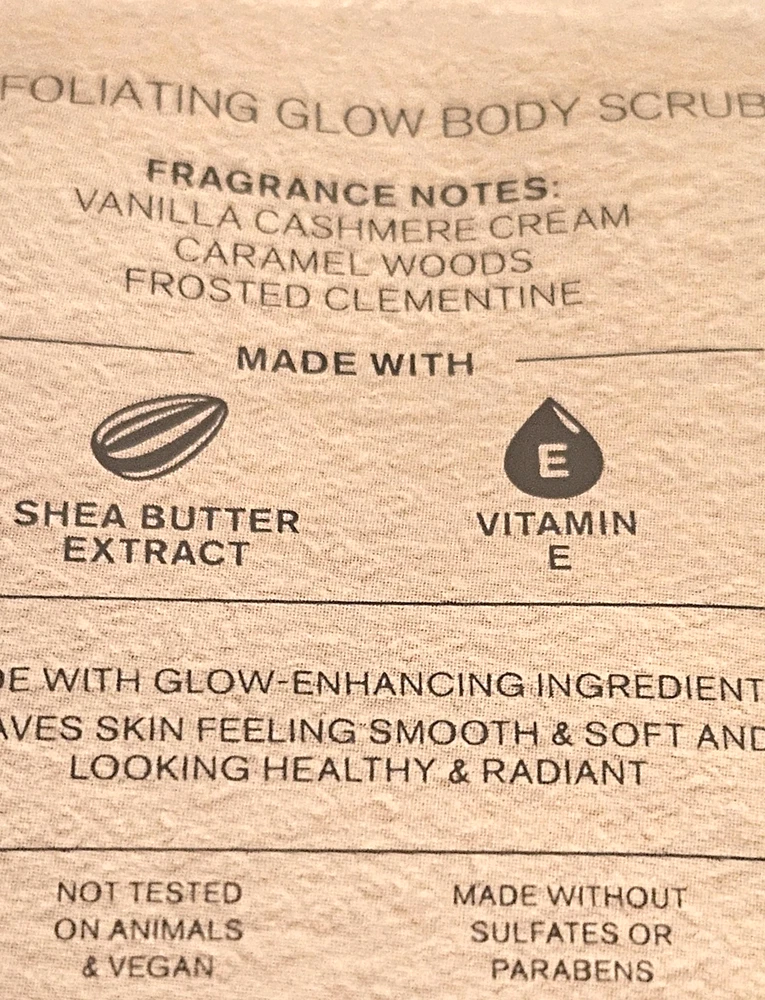 FOLIATING GLOW BODY SCRUB
FRAGRANCE NOTES:
VANILLA CASHMERE CREAM
CARAMEL WOODS
FROSTED CLEMENTINE
MADE WITH
SHEA BUTTER
EXTRACT
E
VITAMIN
E
DE WITH GLOW-ENHANCING INGREDIENT
AVES SKIN FEELING SMOOTH & SOFT AND
LOOKING HEALTHY & RADIANT
NOT TESTED
ON ANIMALS
& VEGAN
MADE WITHOUT
SULFATES OR
PARABENS